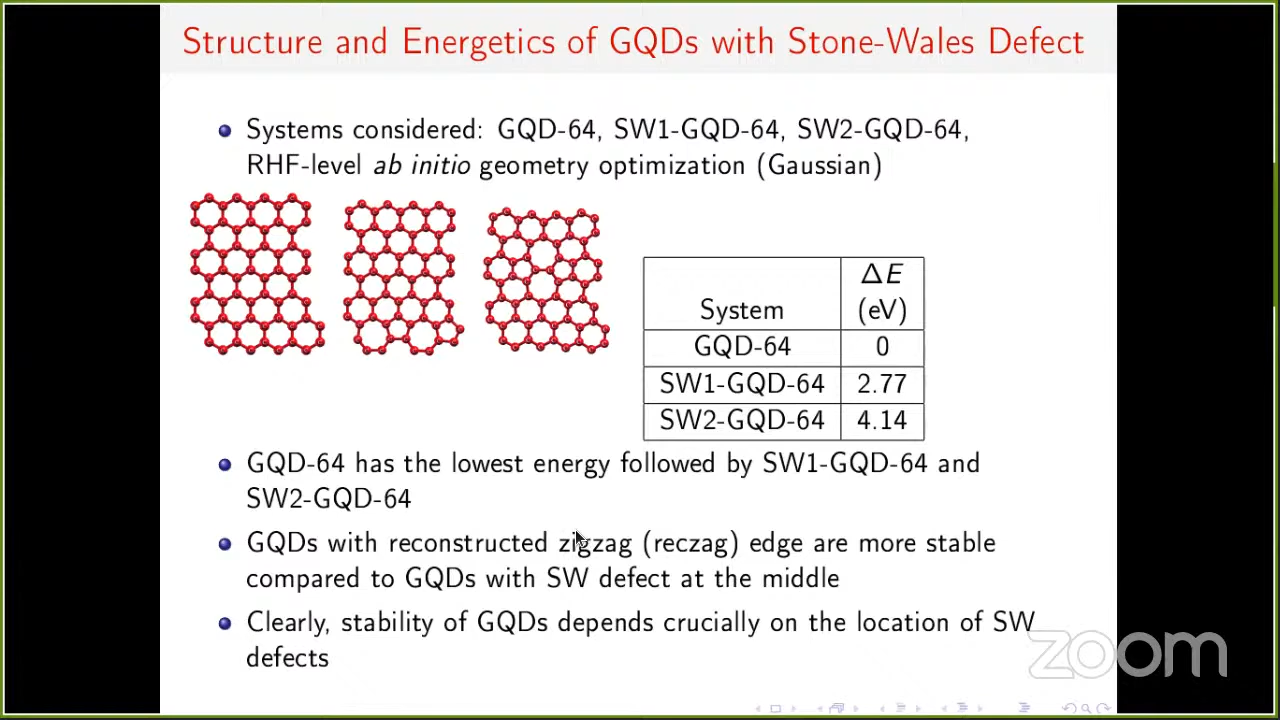 Structure and Energetics of GQDs with Stone-Wales Defect
Systems considered: GQD-64, SW1-GQD-64, SW2-GQD-64,
RHF-level ab initio geometry optimization (Gaussian)
System ΔE (eV)
GQD-64 0
SW1-GQD-64 2.77
SW2-GQD-64 4.14
GQD-64 has the lowest energy followed by SW1-GQD-64 and
SW2-GQD-64
GQDs with reconstructed zigzag (reczag) edge are more stable
compared to GQDs with SW defect at the middle
Clearly, stability of GQDs depends crucially on the location of SW
defects
zoom